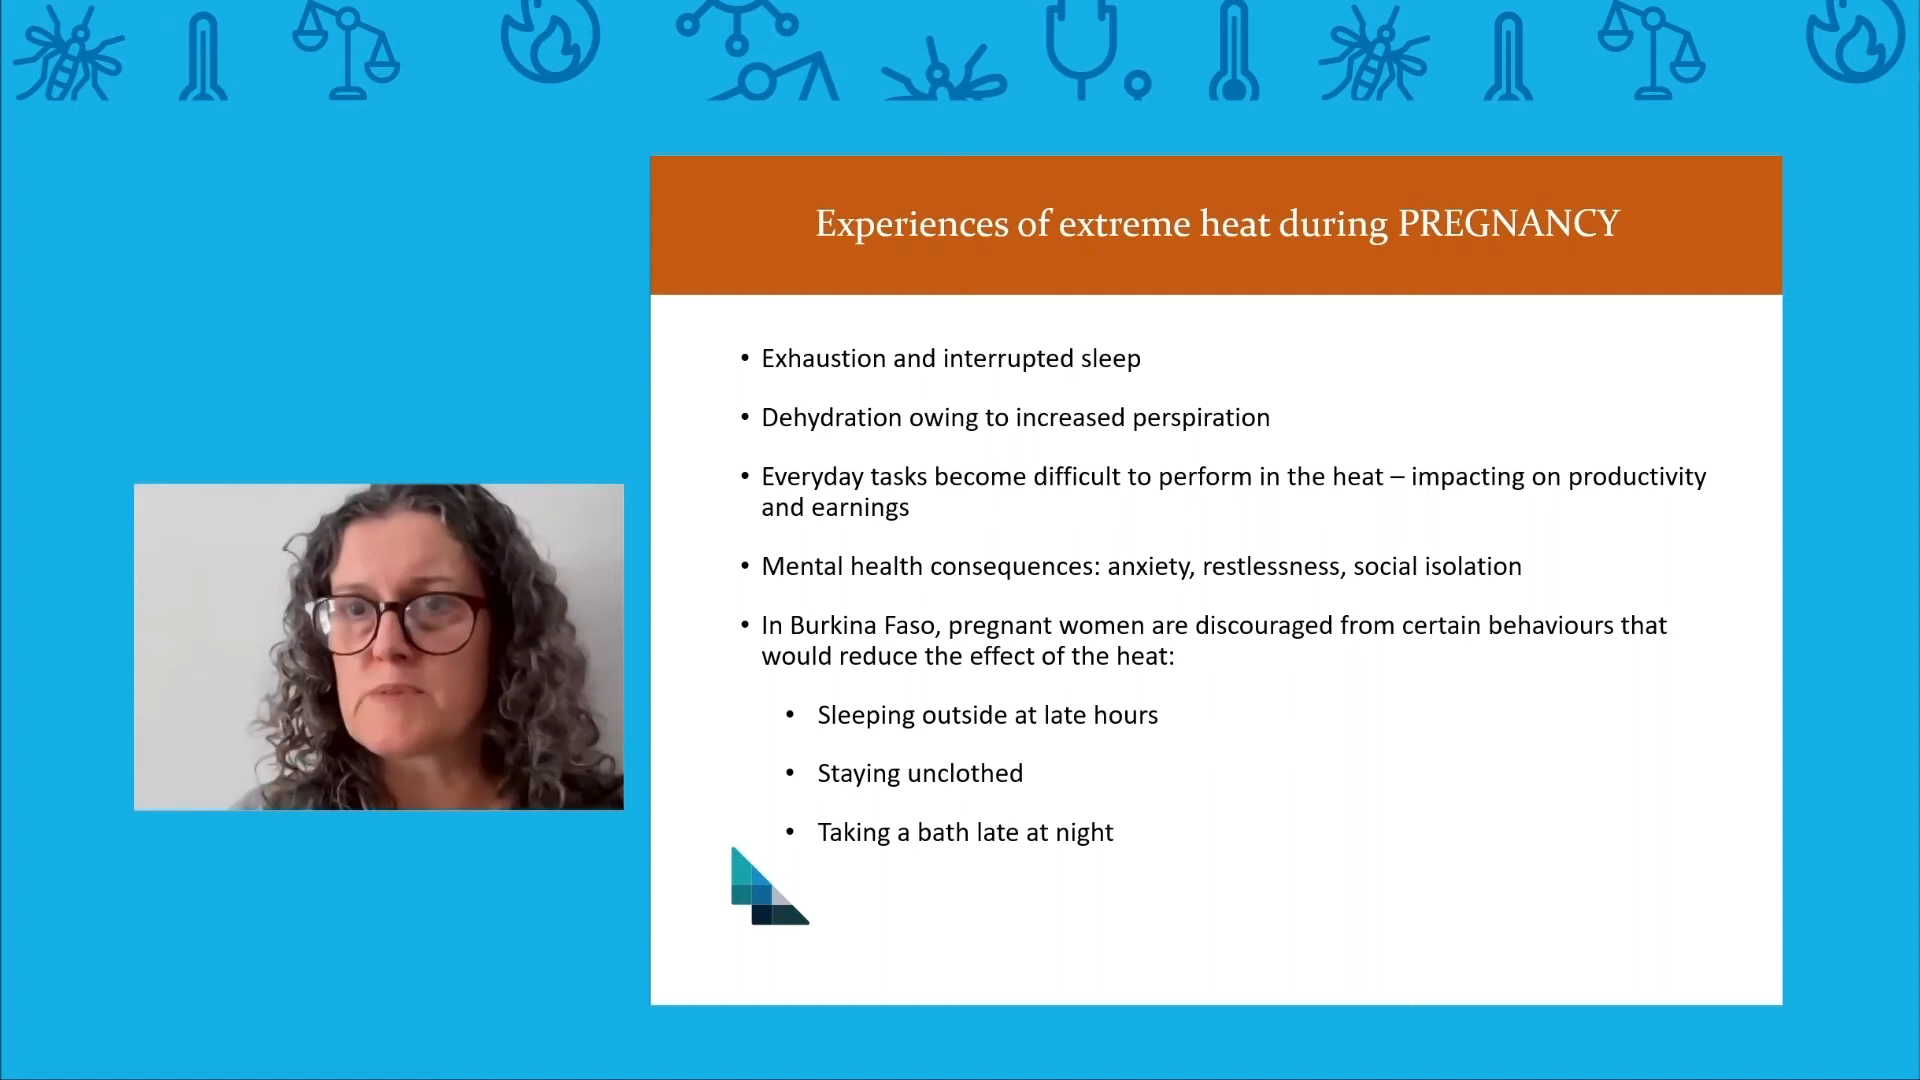 Experiences of extreme heat during PREGNANCY
• Exhaustion and interrupted sleep
• Dehydration owing to increased perspiration
• Everyday tasks become difficult to perform in the heat – impacting on productivity
and earnings
• Mental health consequences: anxiety, restlessness, social isolation
• In Burkina Faso, pregnant women are discouraged from certain behaviours that
would reduce the effect of the heat:
• Sleeping outside at late hours
• Staying unclothed
• Taking a bath late at night